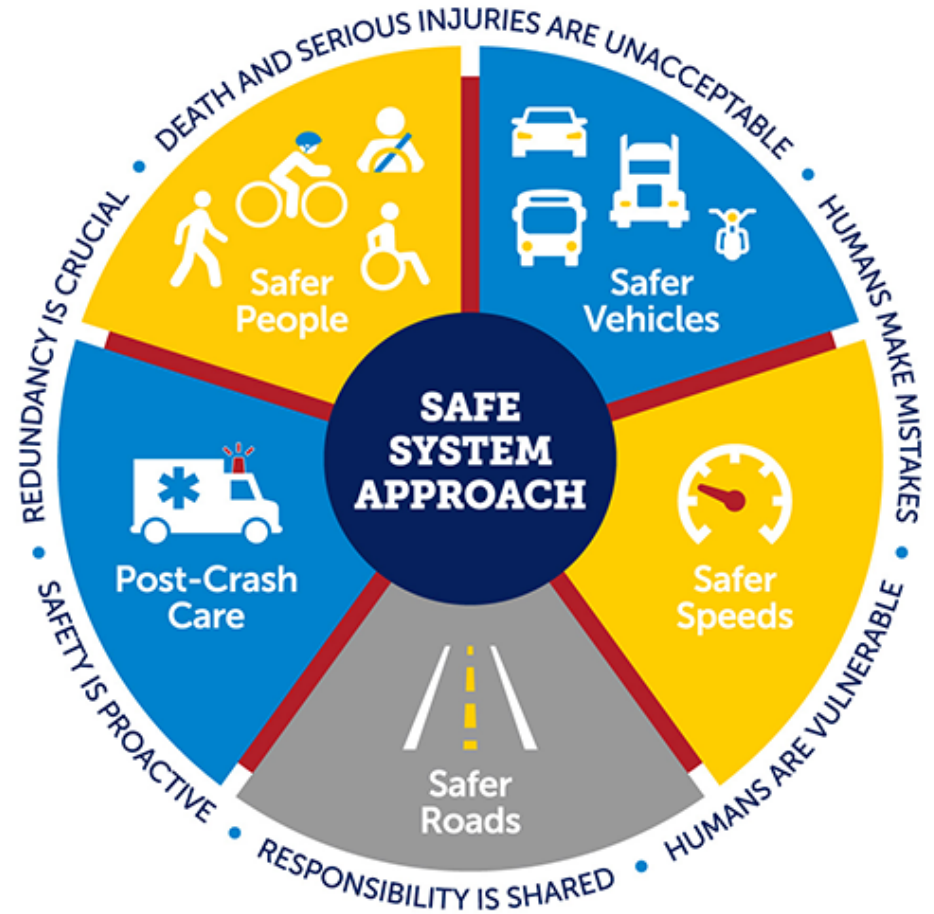 DEATH AND SERIOUS INJURIES ARE UNACCEPTABLE
HUMANS MAKE MISTAKES
HUMANS ARE VULNERABLE
RESPONSIBILITY IS SHARED
SAFETY IS PROACTIVE
REDUNDANCY IS CRUCIAL
Safer
People
Safer
Vehicles
SAFE
SYSTEM
APPROACH
Post-Crash
Care
Safer
Speeds
Safer
Roads